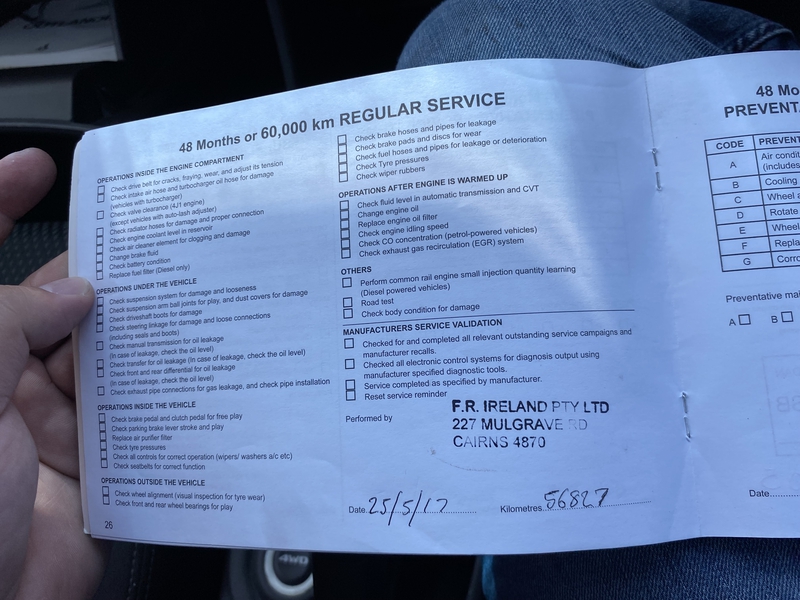 48 Months or 60,000 km REGULAR SERVICE
OPERATIONS INSIDE THE ENGINE COMPARTMENT
Check drive belt for cracks, fraying, wear, and adjust its tension
Check intake air hose and turbocharger oil hose for damage
(vehicles with turbocharger)
Check valve clearance (4J1 engine)
(except vehicles with auto-lash adjuster)
Check radiator hoses for damage and proper connection
Check engine coolant level in reservoir
Check air cleaner element for clogging and damage
Change brake fluid
Check battery condition
Replace fuel filter (Diesel only)
OPERATIONS UNDER THE VEHICLE
Check suspension system for damage and looseness
Check suspension arm ball joints for play, and dust covers for damage
Check driveshaft boots for damage
Check steering linkage for damage and loose connections
(including seals and boots)
Check manual transmission for oil leakage
(In case of leakage, check the oil level)
Check transfer for oil leakage (In case of leakage, check the oil level)
Check front and rear differential for oil leakage
(In case of leakage, check the oil level)
Check exhaust pipe connections for gas leakage, and check pipe installation
OPERATIONS INSIDE THE VEHICLE
Check brake pedal and clutch pedal for free play
Check parking brake lever stroke and play
Replace air purifier filter
Check tyre pressures
Check all controls for correct operation (wipers/ washers a/c etc)
Check seatbelts for correct function
OPERATIONS OUTSIDE THE VEHICLE
Check wheel alignment (visual inspection for tyre wear)
Check front and rear wheel bearings for play
26
Check brake hoses and pipes for leakage
Check brake pads and discs for wear
Check fuel hoses and pipes for leakage or deterioration
Check Tyre pressures
Check wiper rubbers
OPERATIONS AFTER ENGINE IS WARMED UP
Check fluid level in automatic transmission and CVT
Change engine oil
Replace engine oil filter
Check engine idling speed
Check CO concentration (petrol-powered vehicles)
Check exhaust gas recirculation (EGR) system
OTHERS
Perform common rail engine small injection quantity learning
(Diesel powered vehicles)
Road test
Check body condition for damage
MANUFACTURERS SERVICE VALIDATION
Checked for and completed all relevant outstanding service campaigns and
manufacturer recalls.
Checked all electronic control systems for diagnosis output using
manufacturer specified diagnostic tools.
Service completed as specified by manufacturer.
Reset service reminder
Performed by
F.R. IRELAND PTY LTD
227 MULGRAVE RD
CAIRNS 4870
Date 25/5/17 Kilometres 56827
48 Mo
PREVENTA
CODE PREVENT
A Air condit
(includes
B Cooling
C Wheel a
D Rotate
E Wheel
F Repla
G Corro
Preventative mai
A B
Date
4WD